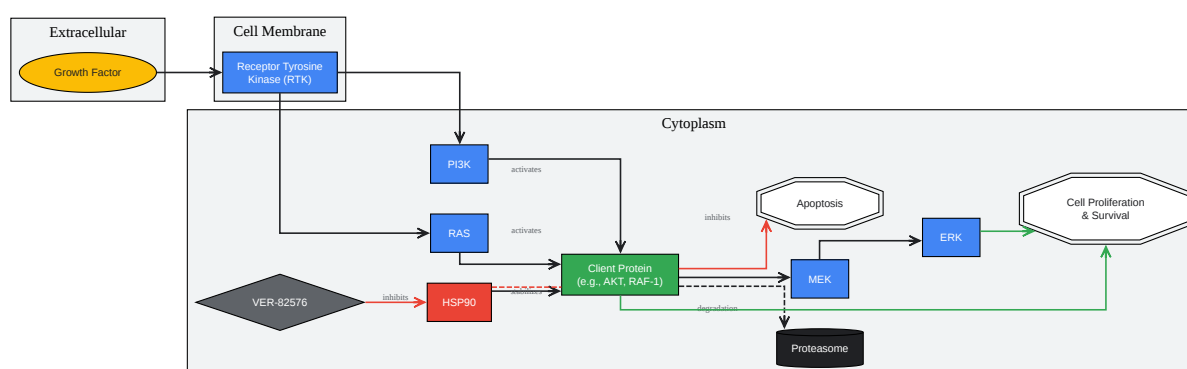 Extracellular
Growth Factor
Cell Membrane
Receptor Tyrosine
Kinase (RTK)
Cytoplasm
PI3K
activates
RAS
activates
Client Protein
(e.g., AKT, RAF-1)
VER-82576
inhibits
HSP90
inhibits
Apoptosis
MEK
ERK
Cell Proliferation
& Survival
degradation
Proteasome